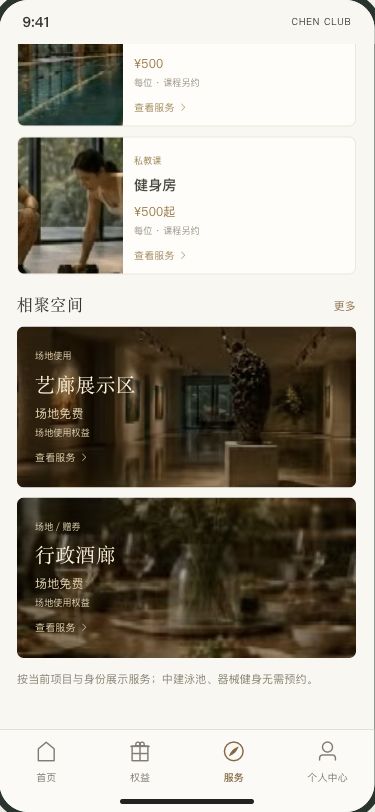 9:41
CHEN CLUB
¥500
每位 · 课程另约
查看服务
私教课
健身房
¥500起
每位 · 课程另约
查看服务
相聚空间
更多
场地使用
艺廊展示区
场地免费
场地使用权益
查看服务
场地 / 赠券
行政酒廊
场地免费
场地使用权益
查看服务
按当前项目与身份展示服务；中建泳池、器械健身无需预约。
首页
权益
服务
个人中心